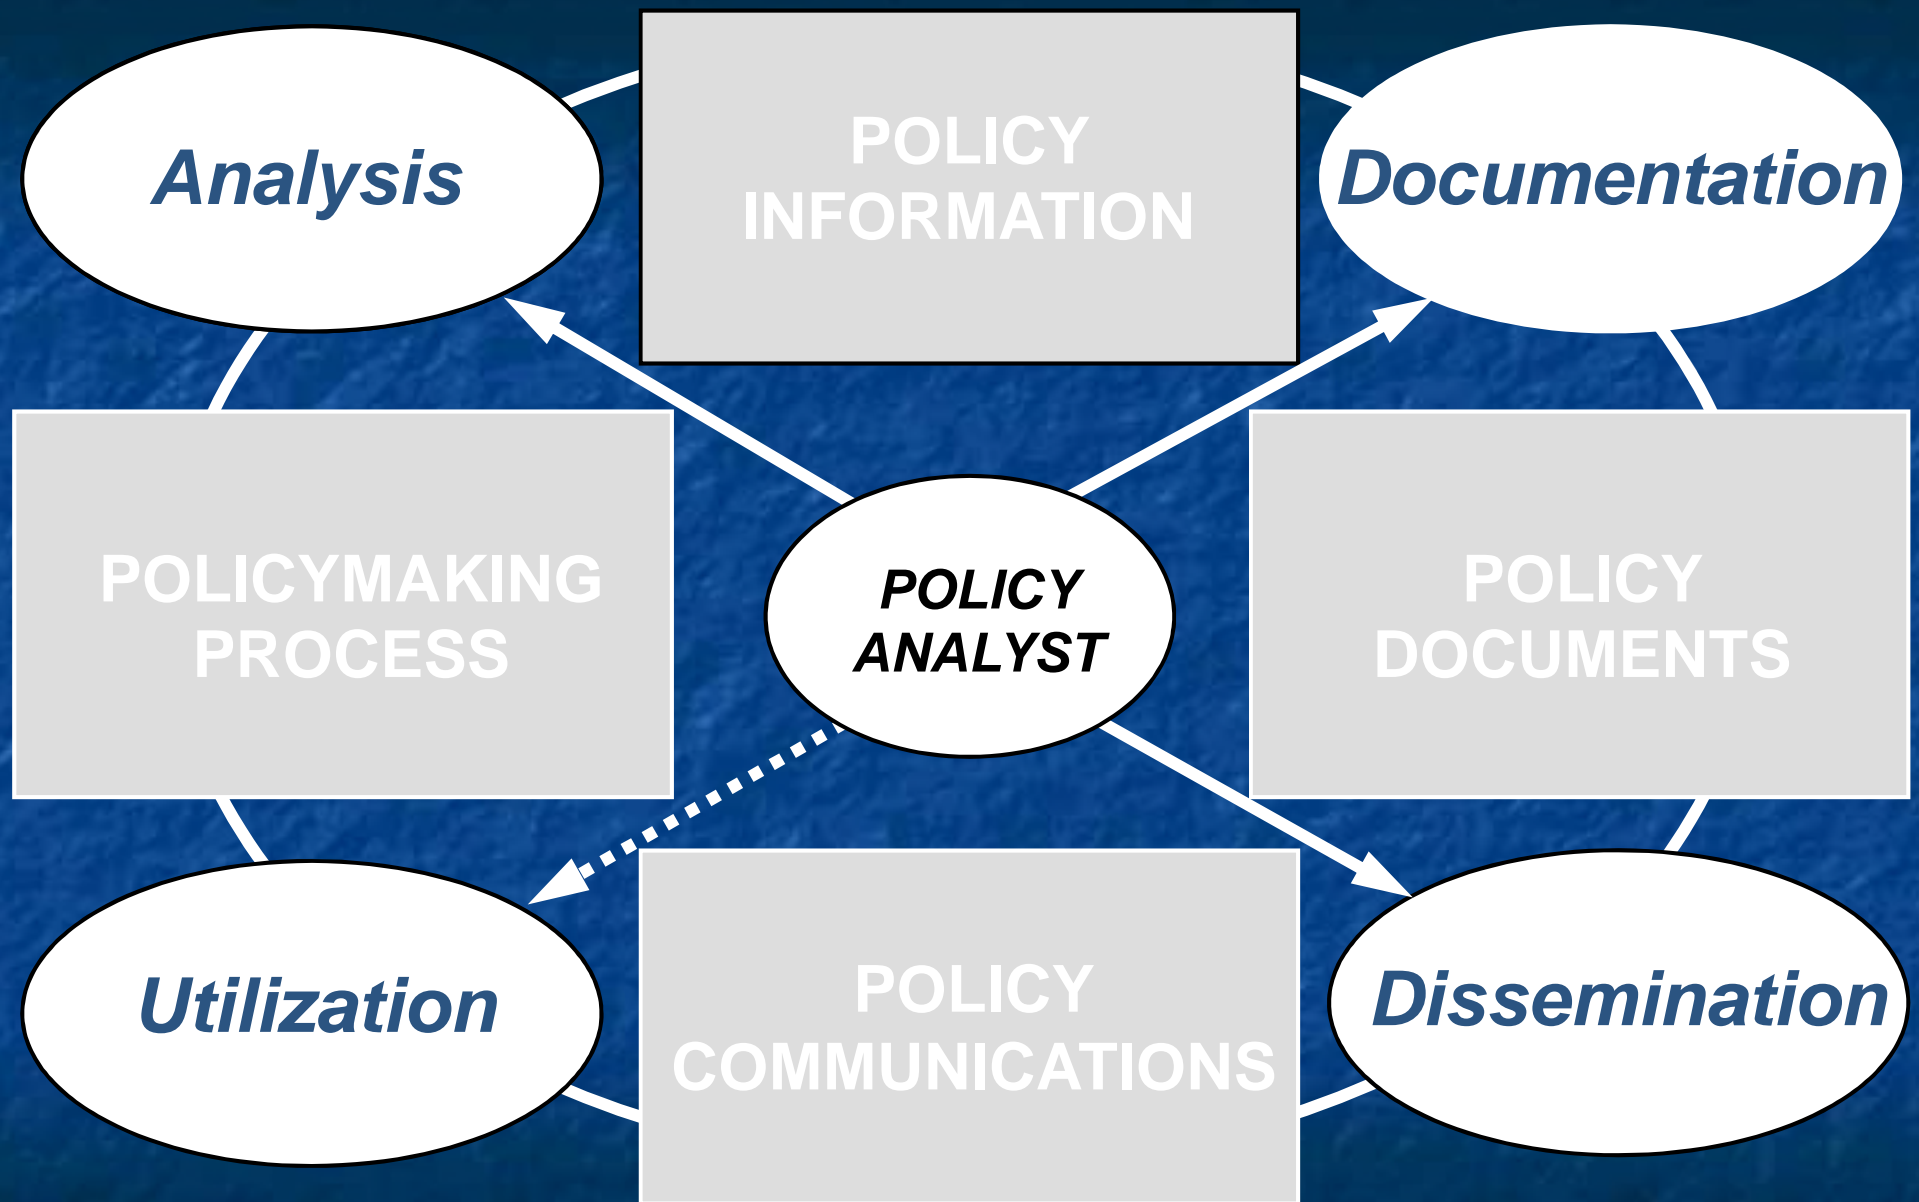 Analysis
POLICY
INFORMATION
Documentation
POLICYMAKING
PROCESS
POLICY
ANALYST
POLICY
DOCUMENTS
Utilization
POLICY
COMMUNICATIONS
Dissemination